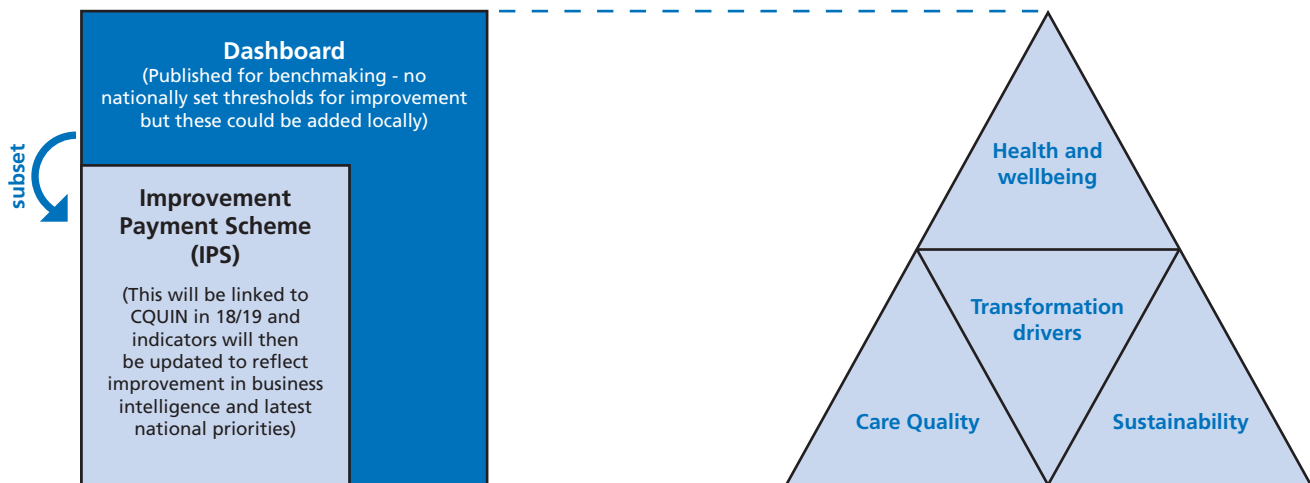 Dashboard
(Published for benchmaking - no
nationally set thresholds for improvement
but these could be added locally)
subset
Improvement
Payment Scheme
(IPS)
(This will be linked to
CQUIN in 18/19 and
indicators will then
be updated to reflect
improvement in business
intelligence and latest
national priorities)
Health and
wellbeing
Transformation
drivers
Care Quality
Sustainability